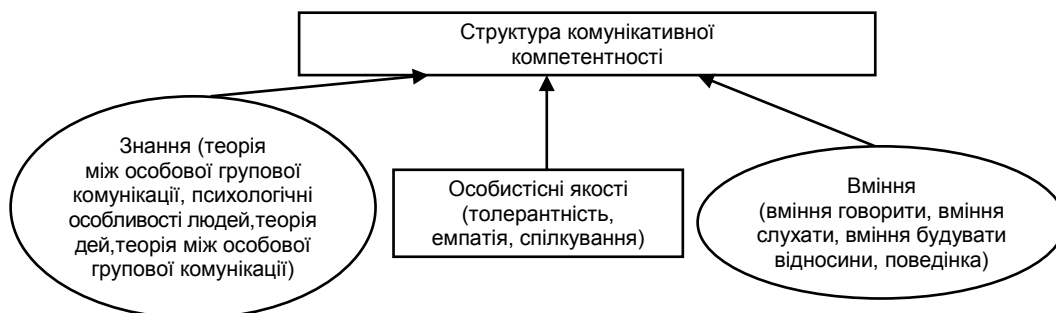 Структура комунікативної
компетентності
Знання (теорія
між особової групової
комунікації, психологічні
особливості людей,теорія
дей,теорія між особової
групової комунікації)
Особистісні якості
(толерантність,
емпатія, спілкування)
Вміння
(вміння говорити, вміння
слухати, вміння будувати
відносини, поведінка)